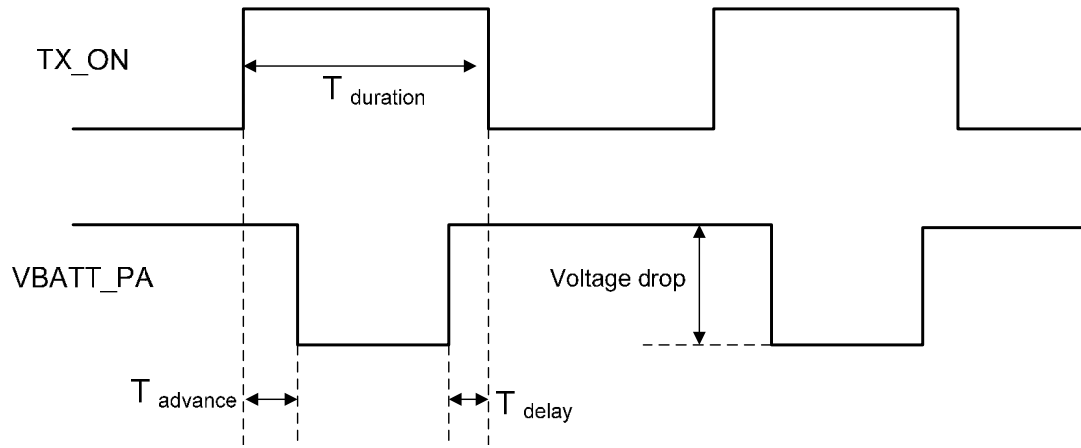 TX_ON
T duration
VBATT_PA
Voltage drop
T advance
T delay